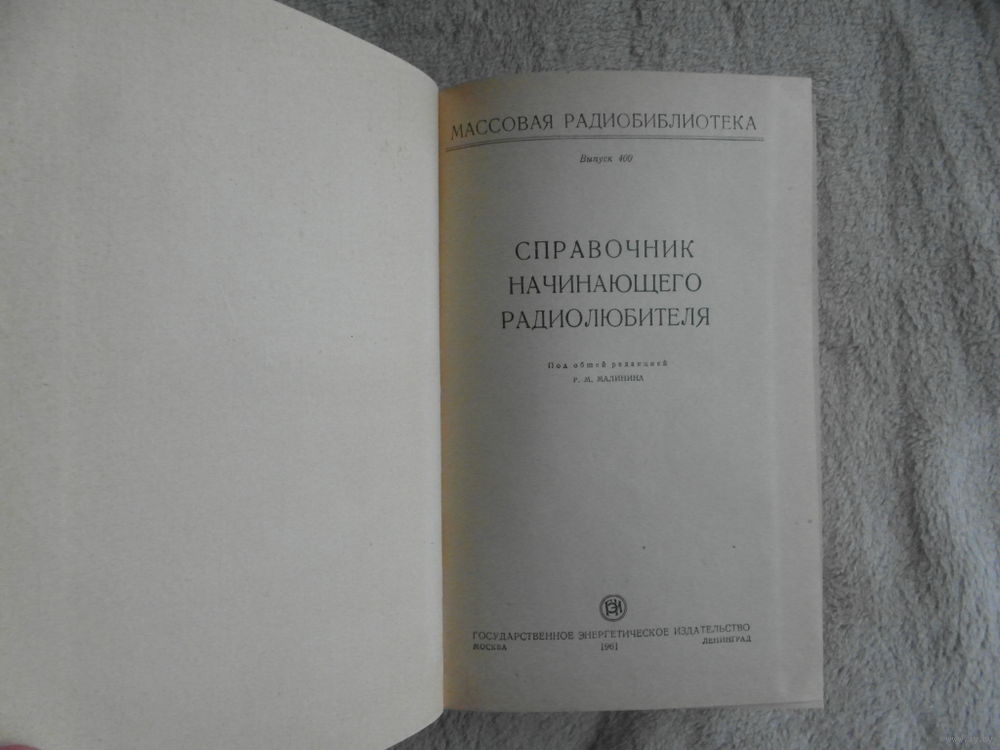 МАССОВАЯ РАДИОБИБЛИОТЕКА
Выпуск 400
СПРАВОЧНИК
НАЧИНАЮЩЕГО
РАДИОЛЮБИТЕЛЯ
Под общей редакцией
Р. М. МАЛИНИНА
ГОСУДАРСТВЕННОЕ ЭНЕРГЕТИЧЕСКОЕ ИЗДАТЕЛЬСТВО
МОСКВА 1961 ЛЕНИНГРАД